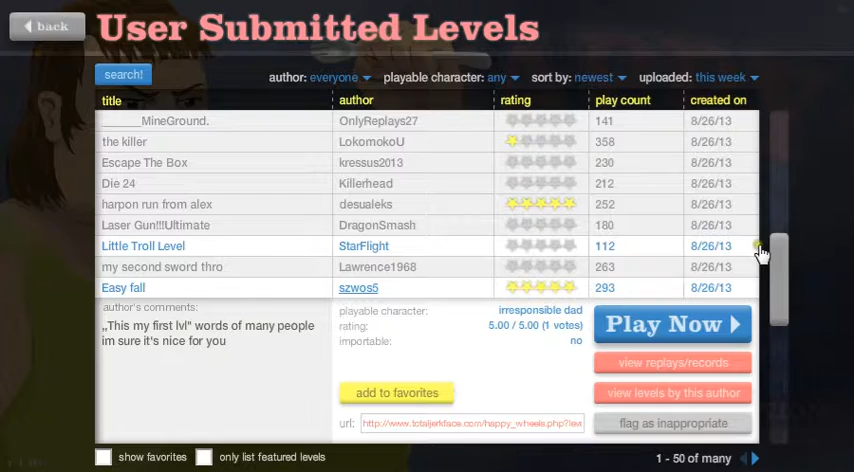 back
User Submitted Levels
search!
author: everyone playable character: any sort by: newest uploaded: this week
title author rating play count created on
______MineGround. OnlyReplays27 141 8/26/13
the killer LokomokoU 358 8/26/13
Escape The Box kressus2013 230 8/26/13
Die 24 Killerhead 212 8/26/13
harpon run from alex desualeks 252 8/26/13
Laser Gun!!!Ultimate DragonSmash 180 8/26/13
Little Troll Level StarFlight 112 8/26/13
my second sword thro Lawrence1968 263 8/26/13
Easy fall szwos5 293 8/26/13
author's comments:
„This my first lvl" words of many people
im sure it's nice for you
playable character: irresponsible dad
rating: 5.00 / 5.00 (1 votes)
importable: no
add to favorites
url: http://www.totaljerkface.com/happy_wheels.php?lev
Play Now
view replays/records
view levels by this author
flag as inappropriate
show favorites only list featured levels 1 - 50 of many